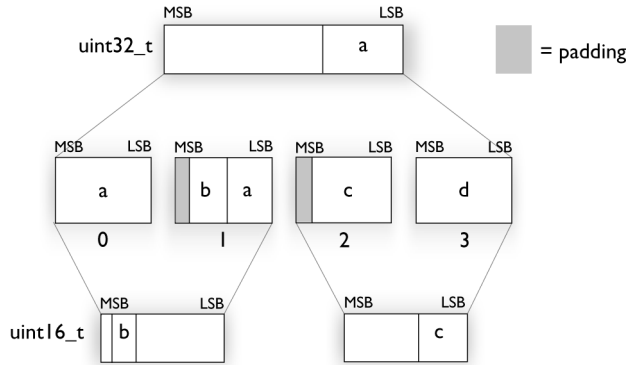 MSB LSB
uint32_t a = padding
MSB LSB MSB LSB MSB LSB MSB LSB
a b a c d
0 1 2 3
MSB LSB MSB LSB
uint16_t b c